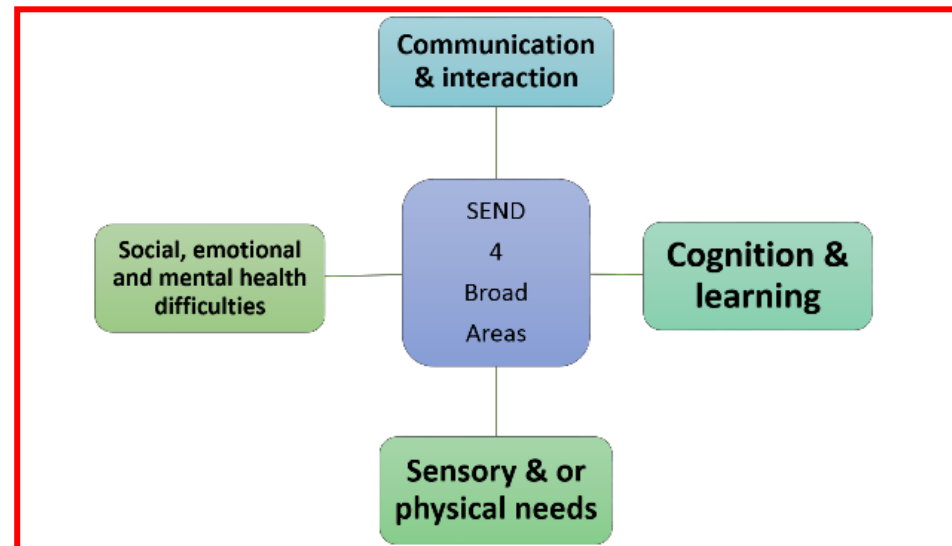 Communication
& interaction
SEND
4
Broad
Areas
Social, emotional
and mental health
difficulties
Cognition &
learning
Sensory & or
physical needs